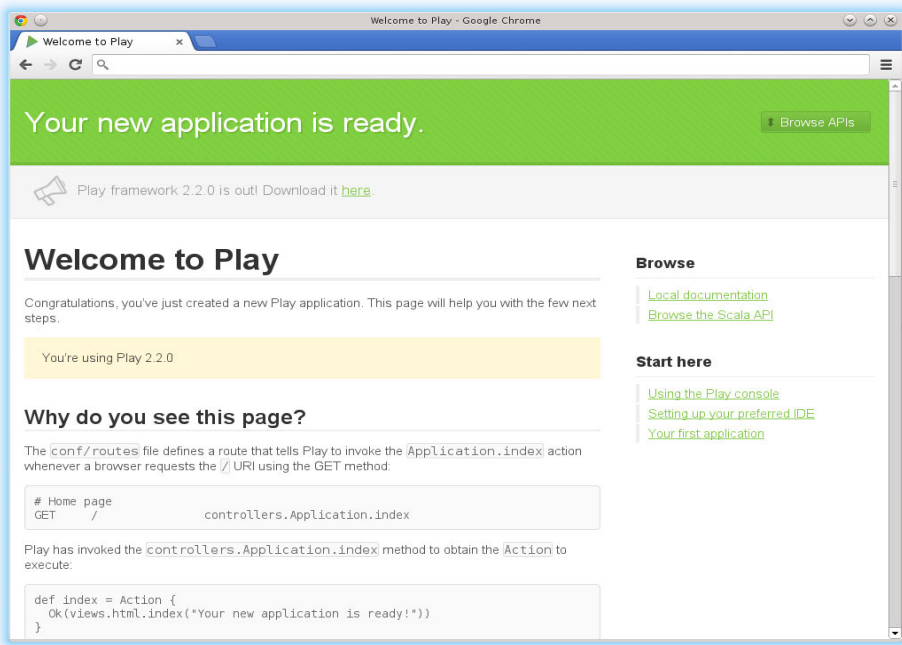 Welcome to Play - Google Chrome
Welcome to Play
Your new application is ready.
Browse APIs
Play framework 2.2.0 is out! Download it here.
Welcome to Play
Congratulations, you've just created a new Play application. This page will help you with the few next
steps.
You're using Play 2.2.0
Why do you see this page?
The conf/routes file defines a route that tells Play to invoke the Application.index action
whenever a browser requests the / URI using the GET method:
# Home page
GET / controllers.Application.index
Play has invoked the controllers.Application.index method to obtain the Action to
execute:
def index = Action {
Ok(views.html.index("Your new application is ready!"))
}
Browse
Local documentation
Browse the Scala API
Start here
Using the Play console
Setting up your preferred IDE
Your first application